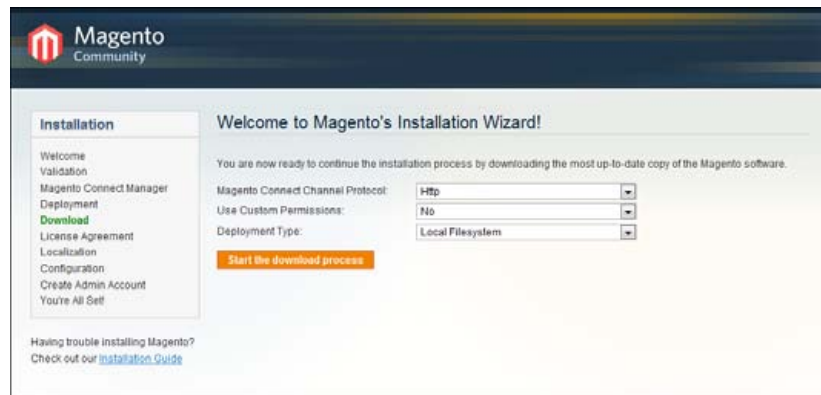 Magento
Community
Installation
Welcome
Validation
Magento Connect Manager
Deployment
Download
License Agreement
Localization
Configuration
Create Admin Account
You're All Set!
Having trouble installing Magento?
Check out our Installation Guide
Welcome to Magento's Installation Wizard!
You are now ready to continue the installation process by downloading the most up-to-date copy of the Magento software.
Magento Connect Channel Protocol: Http
Use Custom Permissions: No
Deployment Type: Local Filesystem
Start the download process